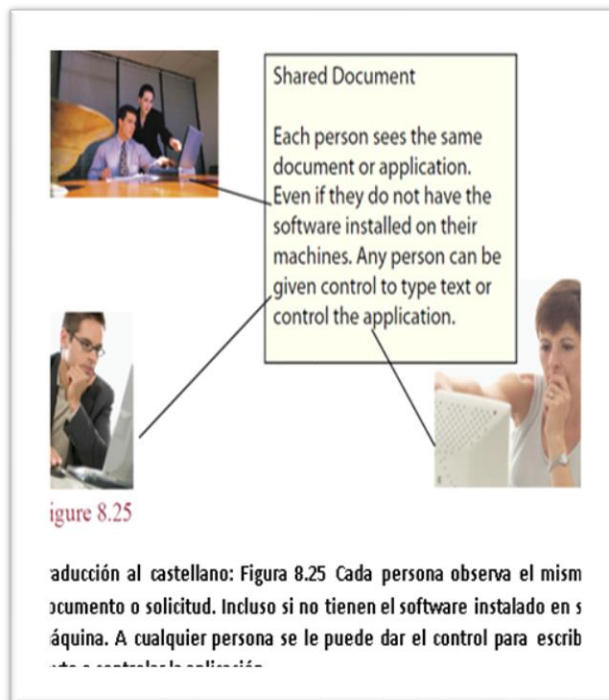 Shared Document
Each person sees the same
document or application.
Even if they do not have the
software installed on their
machines. Any person can be
given control to type text or
control the application.
igure 8.25
aducción al castellano: Figura 8.25 Cada persona observa el mism
ocumento o solicitud. Incluso si no tienen el software instalado en s
áquina. A cualquier persona se le puede dar el control para escrib